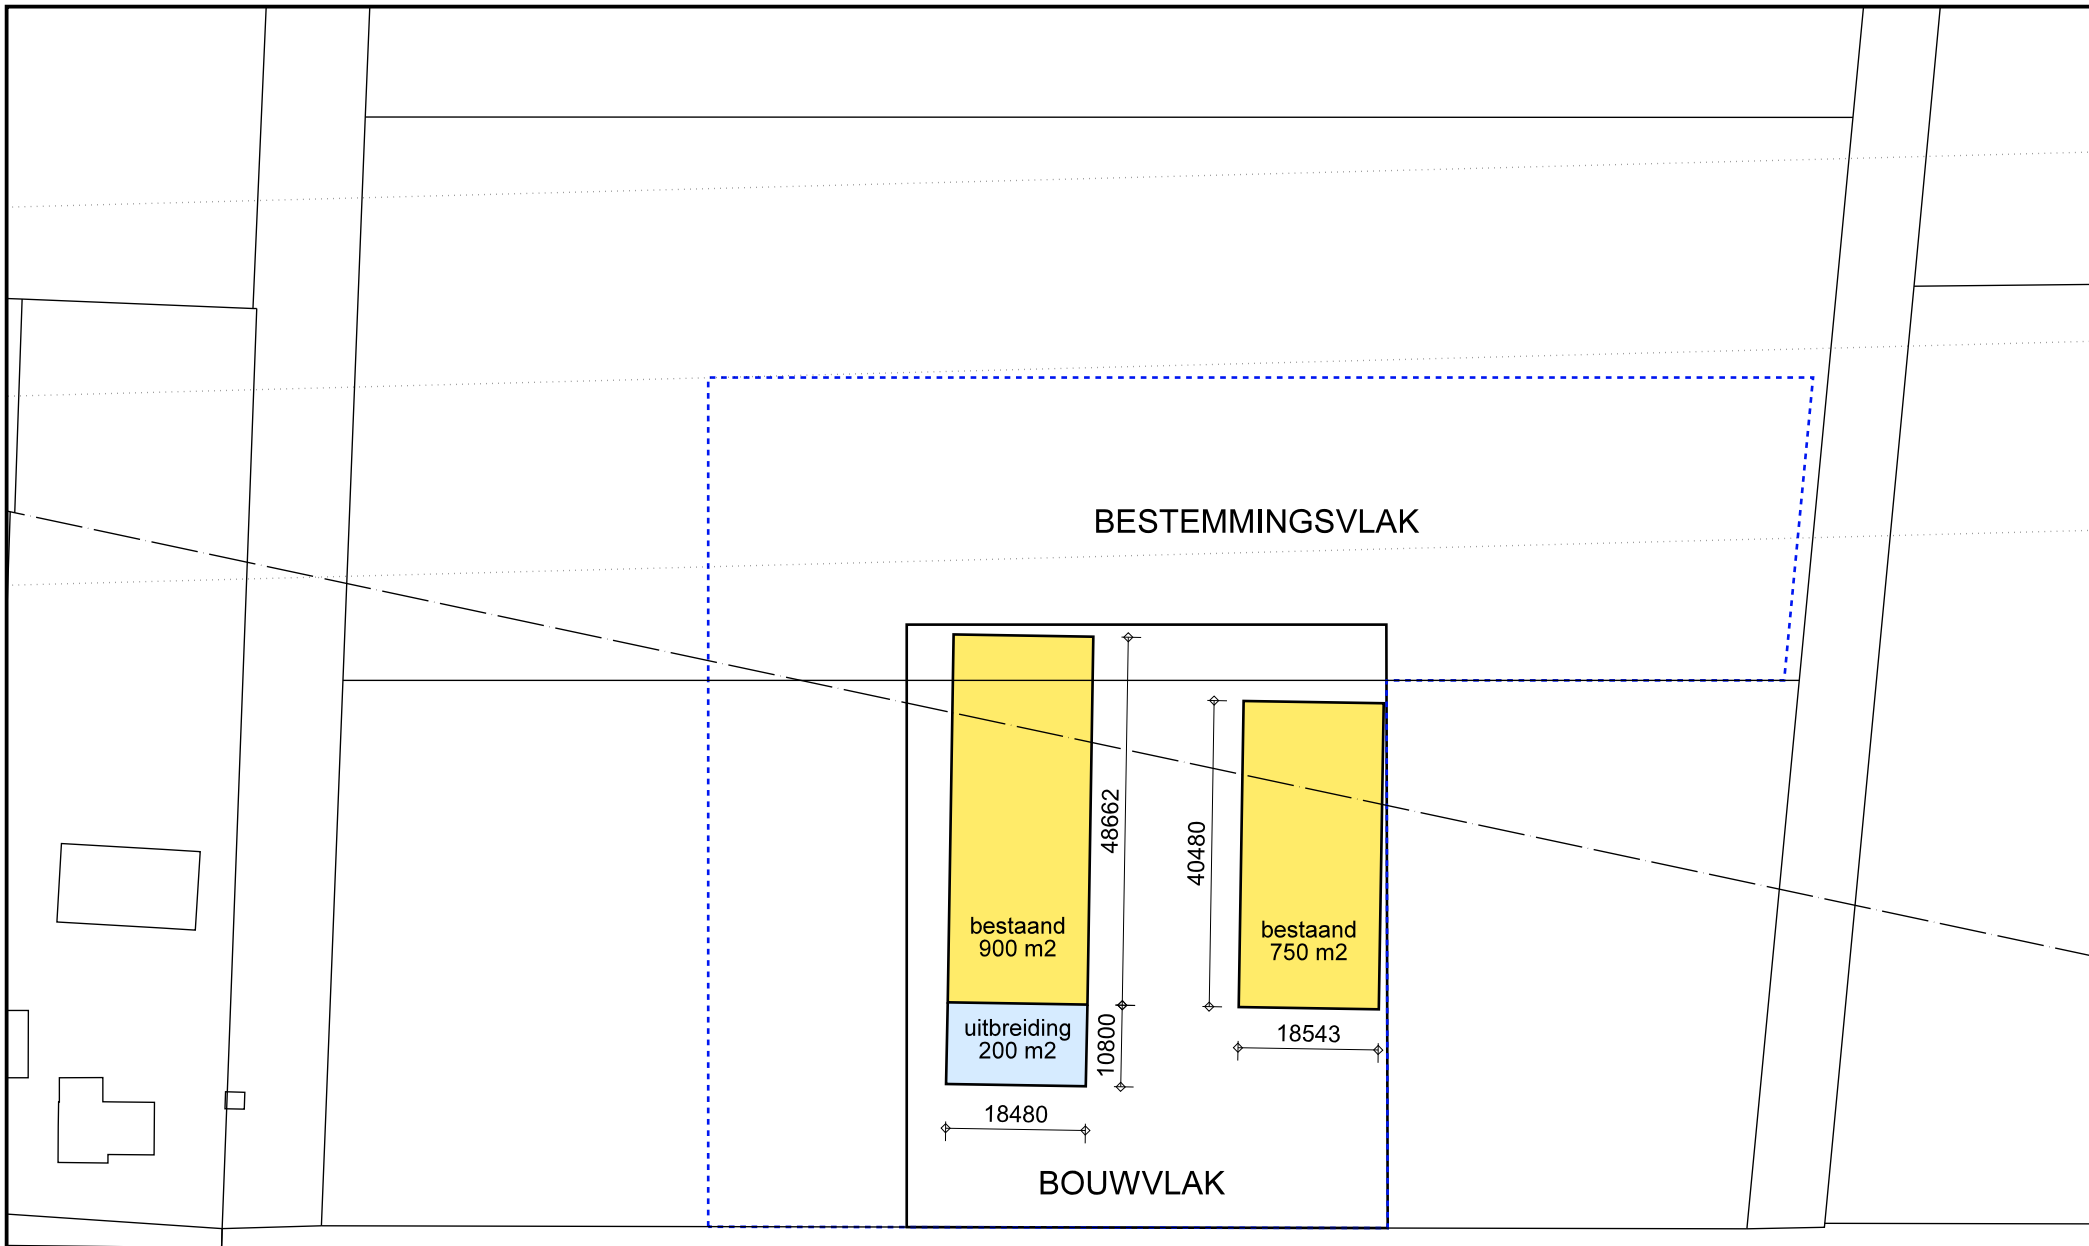 BESTEMMINGSVLAK
48662
40480
bestaand
900 m2
bestaand
750 m2
uitbreiding
200 m2
10800
18543
18480
BOUWVLAK